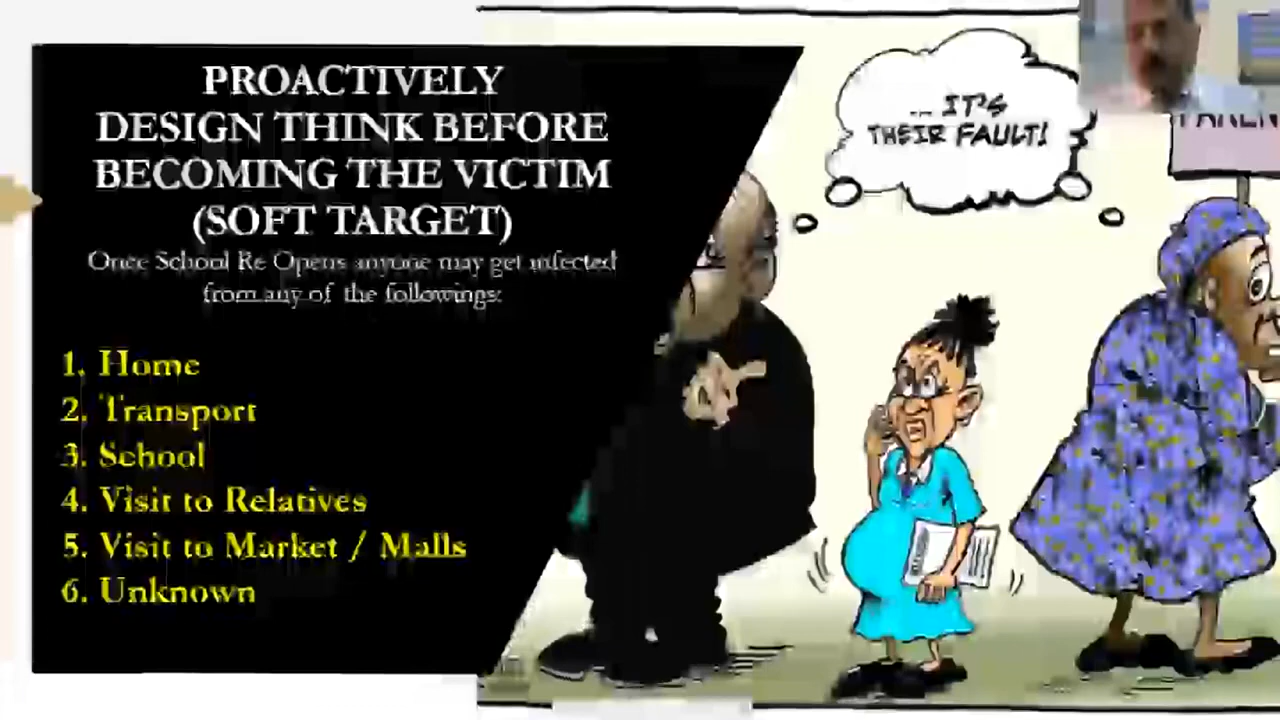 PROACTIVELY
DESIGN THINK BEFORE
BECOMING THE VICTIM
(SOFT TARGET)
Once School Re Opens anyone may get infected
from any of the followings:
1. Home
2. Transport
3. School
4. Visit to Relatives
5. Visit to Market / Malls
6. Unknown
... IT'S
THEIR FAULT!